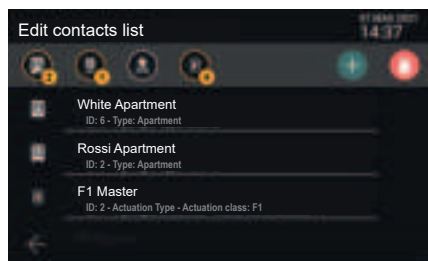 Edit contacts list
14:37
White Apartment
ID: 6 - Type: Apartment
Rossi Apartment
ID: 2 - Type: Apartment
F1 Master
ID: 2 - Actuation Type - Actuation class: F1